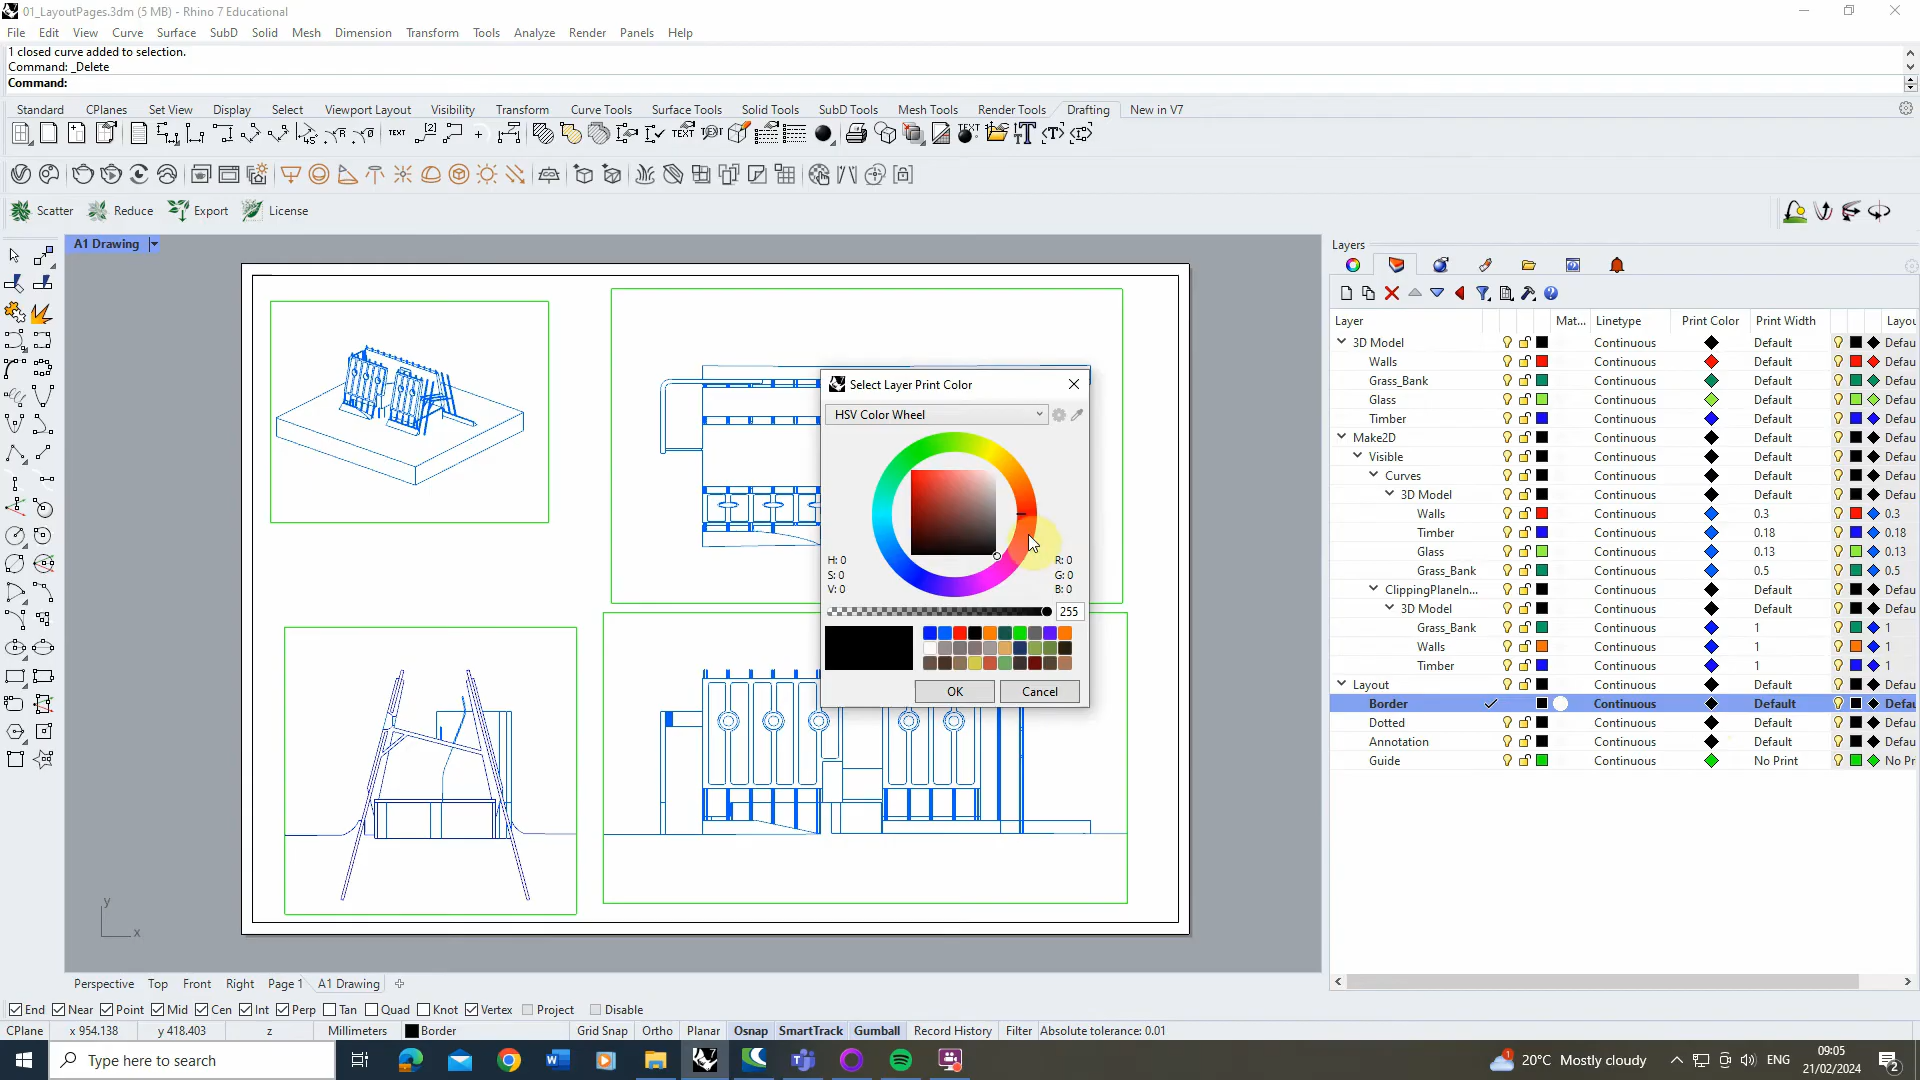 01_LayoutPages.3dm (5 MB) - Rhino 7 Educational
File Edit View Curve Surface SubD Solid Mesh Dimension Transform Tools Analyze Render Panels Help
1 closed curve added to selection.
Command: _Delete
Command:
Standard CPlanes Set View Display Select Viewport Layout Visibility Transform Curve Tools Surface Tools Solid Tools SubD Tools Mesh Tools Render Tools Drafting New in V7
Scatter Reduce Export License
A1 Drawing
Layers
Layer Mat... Linetype Print Color Print Width Layou
3D Model Continuous Default Defau
Walls Continuous Default Defau
Grass_Bank Continuous Default Defau
Glass Continuous Default Defau
Timber Continuous Default Defau
Make2D Continuous Default Defau
Visible Continuous Default Defau
Curves Continuous Default Defau
3D Model Continuous Default Defau
Walls Continuous 0.3 0.3
Timber Continuous 0.18 0.18
Glass Continuous 0.13 0.13
Grass_Bank Continuous 0.5 0.5
ClippingPlaneIn... Continuous Default Defau
3D Model Continuous Default Defau
Grass_Bank Continuous 1 1
Walls Continuous 1 1
Timber Continuous 1 1
Layout Continuous Default Defau
Border Continuous Default Defau
Dotted Continuous Default Defau
Annotation Continuous Default Defau
Guide Continuous No Print No Pr
Select Layer Print Color
HSV Color Wheel
H: 0 R: 0
S: 0 G: 0
V: 0 B: 0
255
OK Cancel
y
x
Perspective Top Front Right Page 1 A1 Drawing
End Near Point Mid Cen Int Perp Tan Quad Knot Vertex Project Disable
CPlane x 954.138 y 418.403 z Millimeters Border Grid Snap Ortho Planar Osnap SmartTrack Gumball Record History Filter Absolute tolerance: 0.01
Type here to search
20°C Mostly cloudy
ENG
09:05
21/02/2024
2